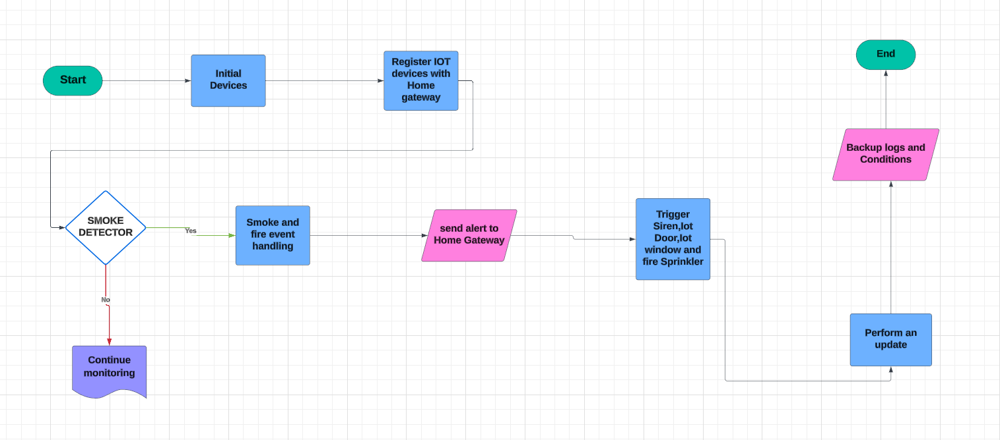 Start
Initial
Devices
Register IOT
devices with
Home
gateway
End
Backup logs and
Conditions
SMOKE
DETECTOR
Yes
Smoke and
fire event
handling
send alert to
Home Gateway
Trigger
Siren,Iot
Door,Iot
window and
fire Sprinkler
No
Continue
monitoring
Perform an
update